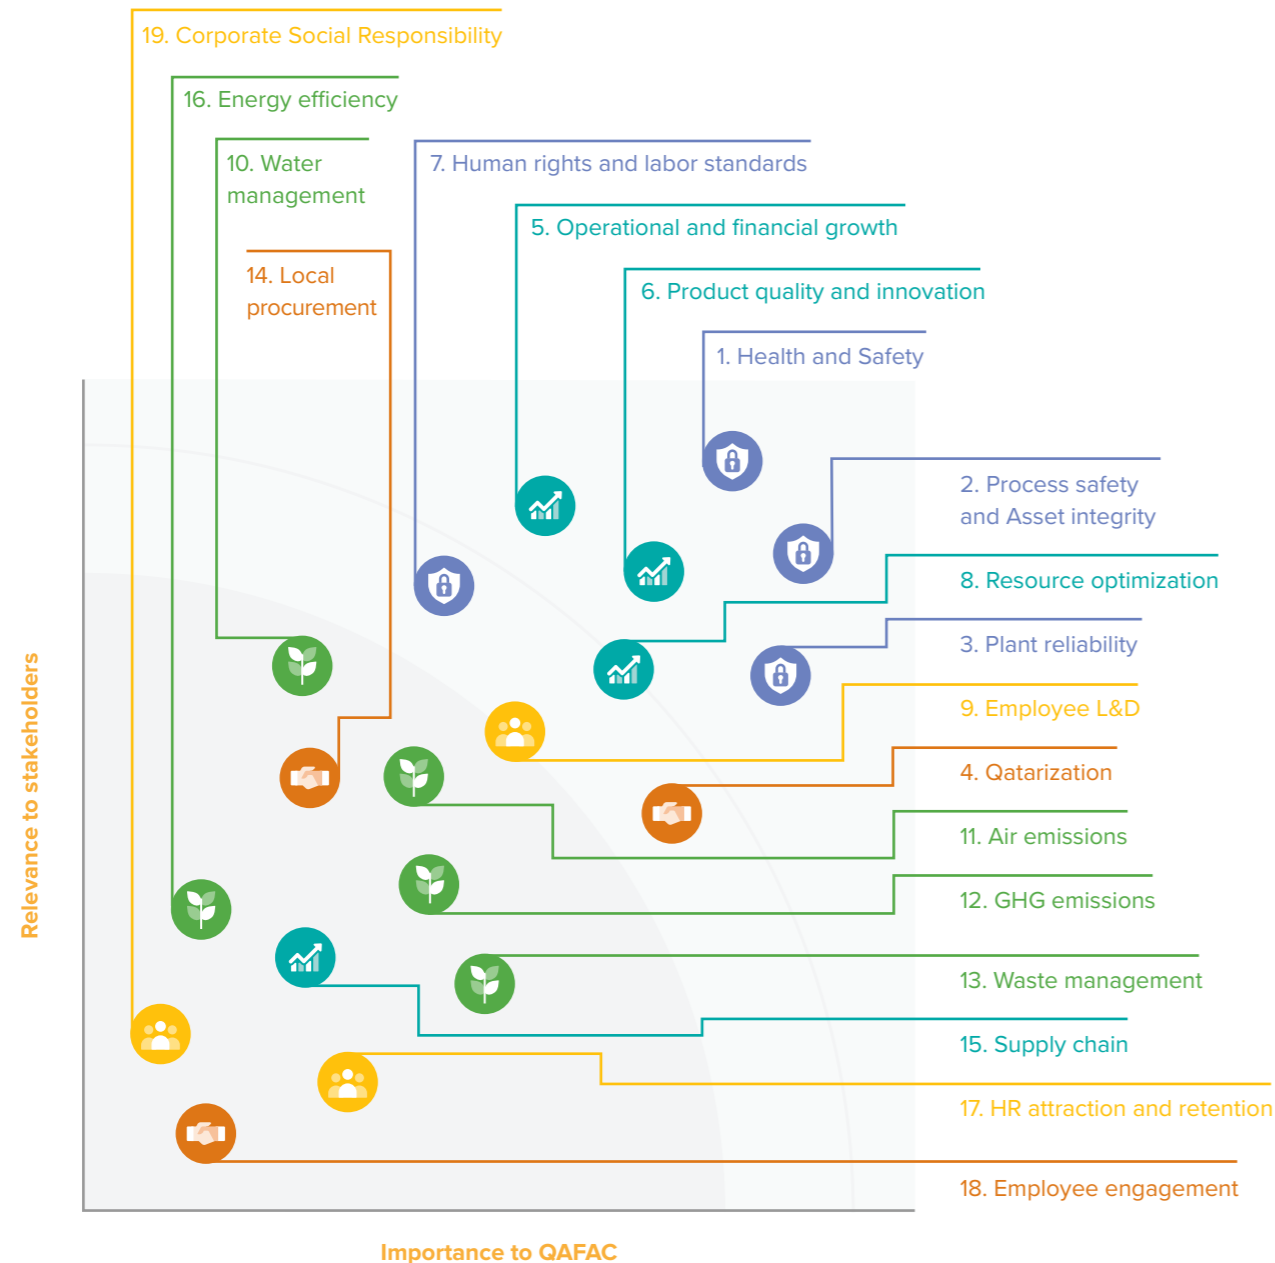 19. Corporate Social Responsibility
16. Energy efficiency
10. Water
management
7. Human rights and labor standards
5. Operational and financial growth
14. Local
procurement
6. Product quality and innovation
1. Health and Safety
2. Process safety
and Asset integrity
8. Resource optimization
3. Plant reliability
9. Employee L&D
4. Qatarization
11. Air emissions
12. GHG emissions
13. Waste management
15. Supply chain
17. HR attraction and retention
18. Employee engagement
Relevance to stakeholders
Importance to QAFAC